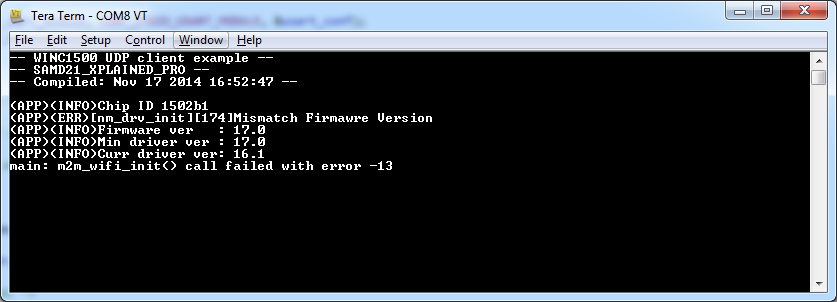 Tera Term - COM8 VT
File Edit Setup Control Window Help
-- WINC1500 UDP client example --
-- SAMD21_XPLAINED_PRO --
-- Compiled: Nov 17 2014 16:52:47 --
(APP)(INFO)Chip ID 1502b1
(APP)(ERR)[nm_drv_init][174]Mismatch Firmawre Version
(APP)(INFO)Firmware ver   : 17.0
(APP)(INFO)Min driver ver : 17.0
(APP)(INFO)Curr driver ver: 16.1
main: m2m_wifi_init() call failed with error -13